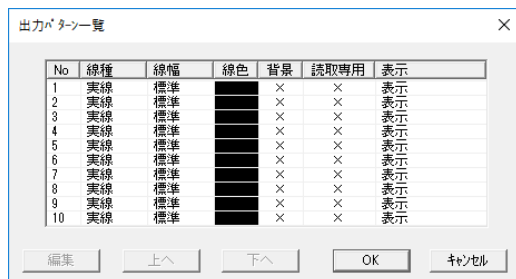 出力ﾊﾟﾀｰﾝ一覧
No 線種 線幅 線色 背景 読取専用 表示
1 実線 標準 × × 表示
2 実線 標準 × × 表示
3 実線 標準 × × 表示
4 実線 標準 × × 表示
5 実線 標準 × × 表示
6 実線 標準 × × 表示
7 実線 標準 × × 表示
8 実線 標準 × × 表示
9 実線 標準 × × 表示
10 実線 標準 × × 表示
編集 上へ 下へ OK ｷｬﾝｾﾙ